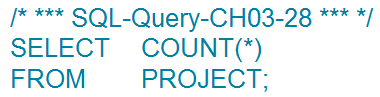 /* *** SQL-Query-CH03-28 *** */
SELECT COUNT(*)
FROM PROJECT;